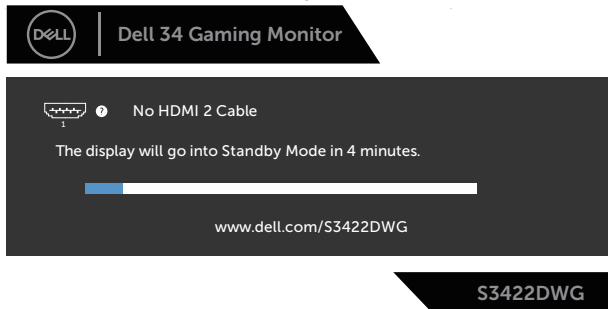 DELL
Dell 34 Gaming Monitor
? No HDMI 2 Cable
1
The display will go into Standby Mode in 4 minutes.
www.dell.com/S3422DWG
S3422DWG